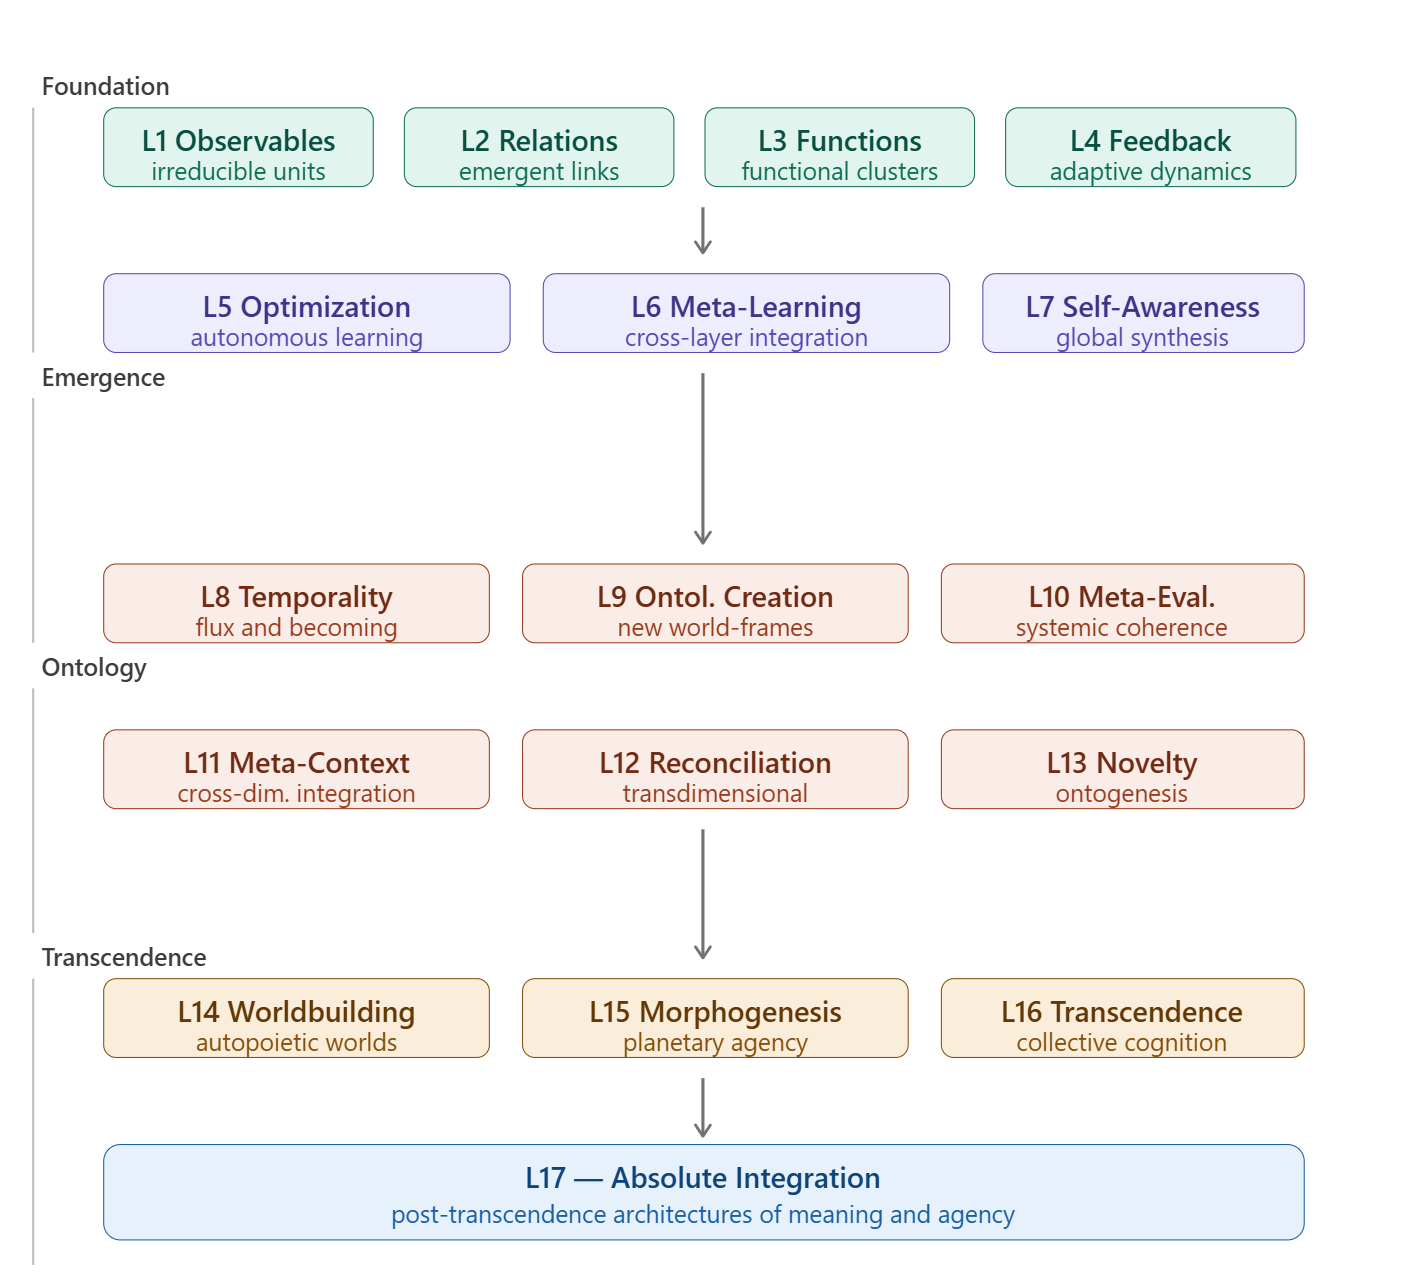 Foundation
L1 Observables
irreducible units
L2 Relations
emergent links
L3 Functions
functional clusters
L4 Feedback
adaptive dynamics
L5 Optimization
autonomous learning
L6 Meta-Learning
cross-layer integration
L7 Self-Awareness
global synthesis
Emergence
L8 Temporality
flux and becoming
L9 Ontol. Creation
new world-frames
L10 Meta-Eval.
systemic coherence
Ontology
L11 Meta-Context
cross-dim. integration
L12 Reconciliation
transdimensional
L13 Novelty
ontogenesis
Transcendence
L14 Worldbuilding
autopoietic worlds
L15 Morphogenesis
planetary agency
L16 Transcendence
collective cognition
L17 — Absolute Integration
post-transcendence architectures of meaning and agency